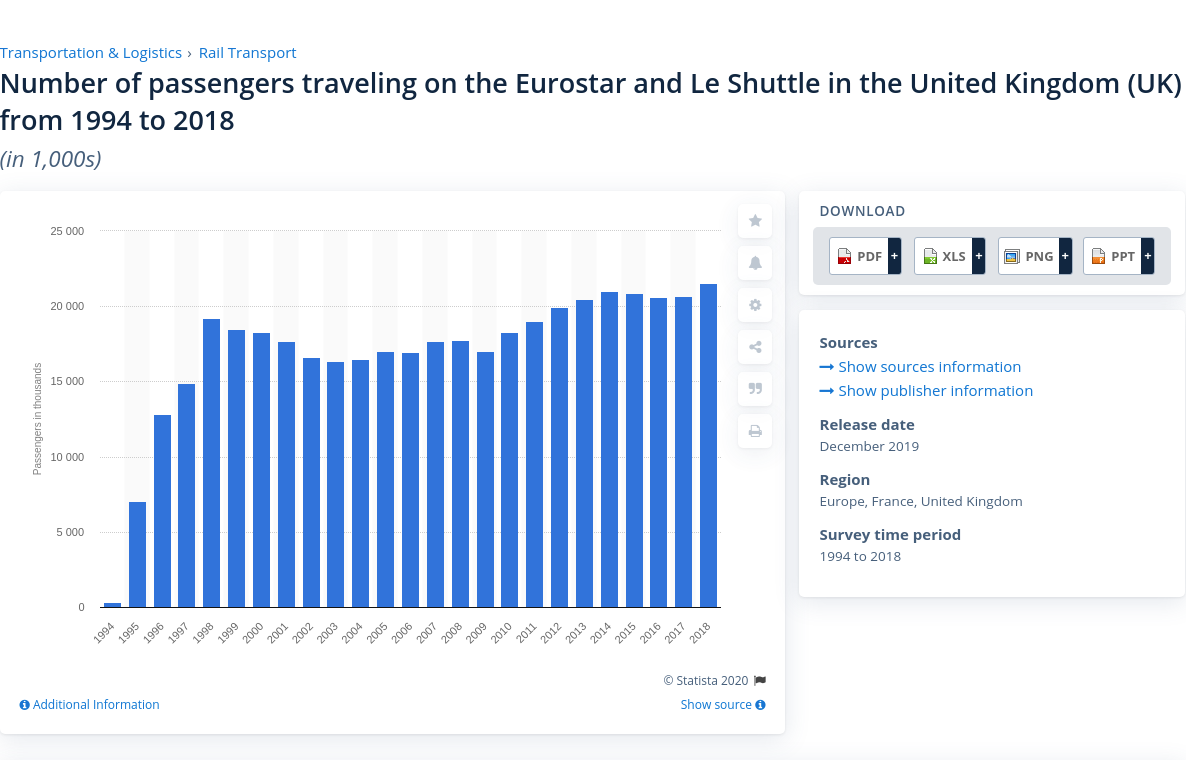 Transportation & Logistics › Rail Transport
Number of passengers traveling on the Eurostar and Le Shuttle in the United Kingdom (UK)
from 1994 to 2018
(in 1,000s)
DOWNLOAD
PDF + XLS + PNG + PPT +
Sources
Show sources information
Show publisher information
Release date
December 2019
Region
Europe, France, United Kingdom
Survey time period
1994 to 2018
Passengers in thousands
25 000
20 000
15 000
10 000
5 000
0
1994 1995 1996 1997 1998 1999 2000 2001 2002 2003 2004 2005 2006 2007 2008 2009 2010 2011 2012 2013 2014 2015 2016 2017 2018
© Statista 2020
Additional Information
Show source